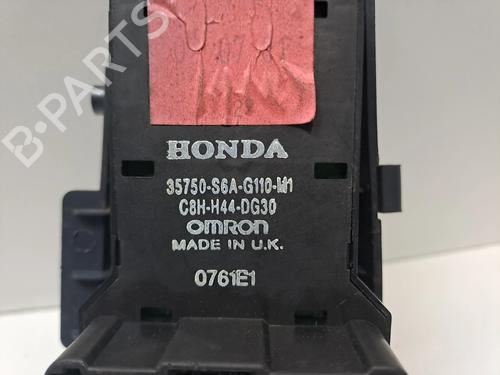 B-PARTS
HONDA
35750-S6A-G110-M1
C8H-H44-DG30
OMRON
MADE IN U.K.
0761E1